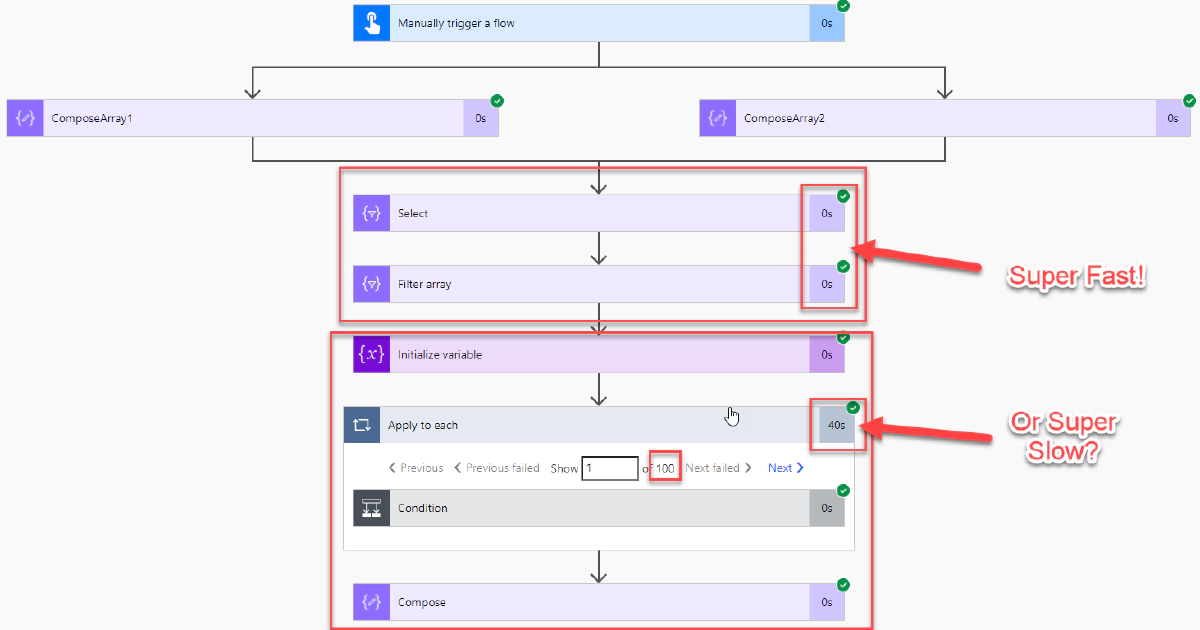 Manually trigger a flow 0s
ComposeArray1 0s
ComposeArray2 0s
Select 0s
Filter array 0s
Super Fast!
{x} Initialize variable 0s
Apply to each 40s
Or Super
Slow?
Previous Previous failed Show 1 of 100 Next failed Next
Condition 0s
Compose 0s